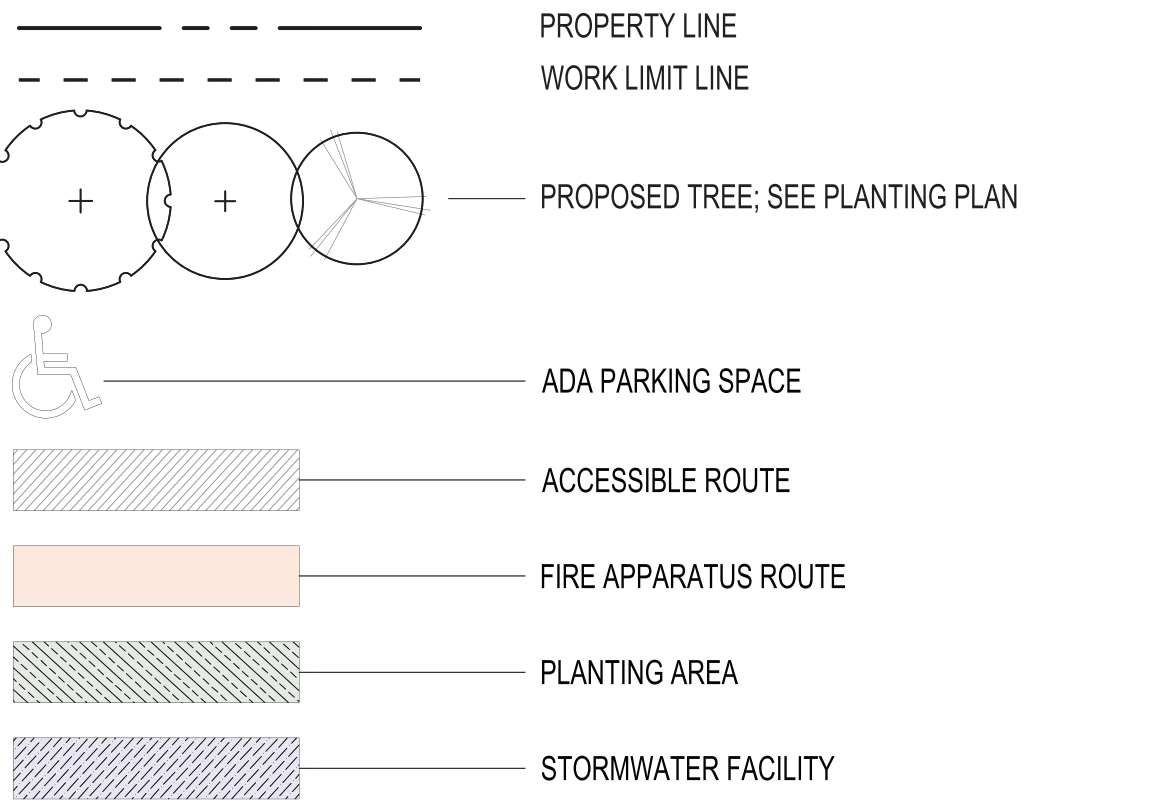 PROPERTY LINE
WORK LIMIT LINE
PROPOSED TREE; SEE PLANTING PLAN
ADA PARKING SPACE
ACCESSIBLE ROUTE
FIRE APPARATUS ROUTE
PLANTING AREA
STORMWATER FACILITY